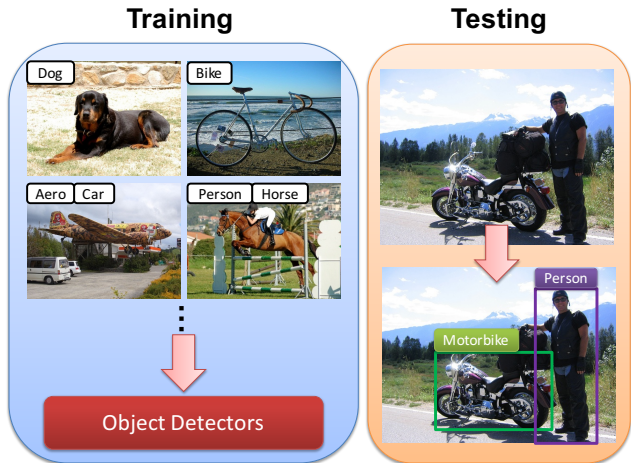 Training
Testing
Dog
Bike
Aero Car
Person Horse
Object Detectors
Person
Motorbike